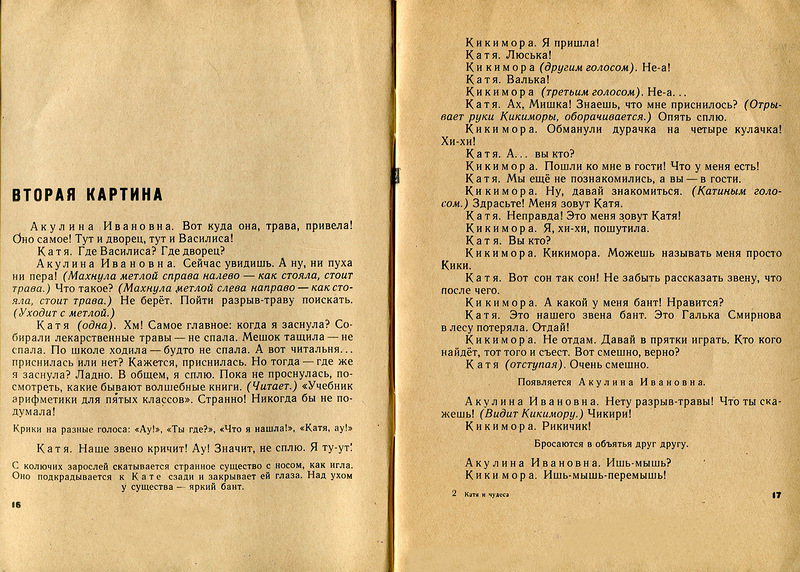 ВТОРАЯ КАРТИНА
Акулина Ивановна. Вот куда она, трава, привела!
Оно самое! Тут и дворец, тут и Василиса!
Катя. Где Василиса? Где дворец?
Акулина Ивановна. Сейчас увидишь. А ну, ни пуха
ни пера! (Махнула метлой справа налево — как стояла, стоит
трава.) Что такое? (Махнула метлой слева направо — как сто-
яла, стоит трава.) Не берёт. Пойти разрыв-траву поискать.
(Уходит с метлой.)
Катя (одна). Хм! Самое главное: когда я заснула? Со-
бирали лекарственные травы — не спала. Мешок тащила — не
спала. По школе ходила — будто не спала. А вот читальня...
приснилась или нет? Кажется, приснилась. Но тогда — где же
я заснула? Ладно. В общем, я сплю. Пока не проснулась, по-
смотреть, какие бывают волшебные книги. (Читает.) «Учебник
арифметики для пятых классов». Странно! Никогда бы не по-
думала!
Крики на разные голоса: «Ау!», «Ты где?», «Что я нашла!», «Катя, ау!»
Катя. Наше звено кричит! Ау! Значит, не сплю. Я ту-ут!
С колючих зарослей скатывается странное существо с носом, как игла.
Оно подкрадывается к Кате сзади и закрывает ей глаза. Над ухом
у существа — яркий бант.
16
Кикимора. Я пришла!
Катя. Люська!
Кикимора (другим голосом). Не-а!
Катя. Валька!
Кикимора (третьим голосом). Не-а...
Катя. Ах, Мишка! Знаешь, что мне приснилось? (Отры-
вает руки Кикиморы, оборачивается.) Опять сплю.
Кикимора. Обманули дурачка на четыре кулачка!
Хи-хи!
Катя. А... вы кто?
Кикимора. Пошли ко мне в гости! Что у меня есть!
Катя. Мы ещё не познакомились, а вы — в гости.
Кикимора. Ну, давай знакомиться. (Катиным голо-
сом.) Здрасьте! Меня зовут Катя.
Катя. Неправда! Это меня зовут Катя!
Кикимора. Я, хи-хи, пошутила.
Катя. Вы кто?
Кикимора. Кикимора. Можешь называть меня просто
Кики.
Катя. Вот сон так сон! Не забыть рассказать звену, что
после чего.
Кикимора. А какой у меня бант! Нравится?
Катя. Это нашего звена бант. Это Галька Смирнова
в лесу потеряла. Отдай!
Кикимора. Не отдам. Давай в прятки играть. Кто кого
найдёт, тот того и съест. Вот смешно, верно?
Катя (отступая). Очень смешно.
Появляется Акулина Ивановна.
Акулина Ивановна. Нету разрыв-травы! Что ты ска-
жешь! (Видит Кикимору.) Чикири!
Кикимора. Рикичик!
Бросаются в объятья друг другу.
Акулина Ивановна. Ишь-мышь?
Кикимора. Ишь-мышь-перемышь!
2 Катя и чудеса
17